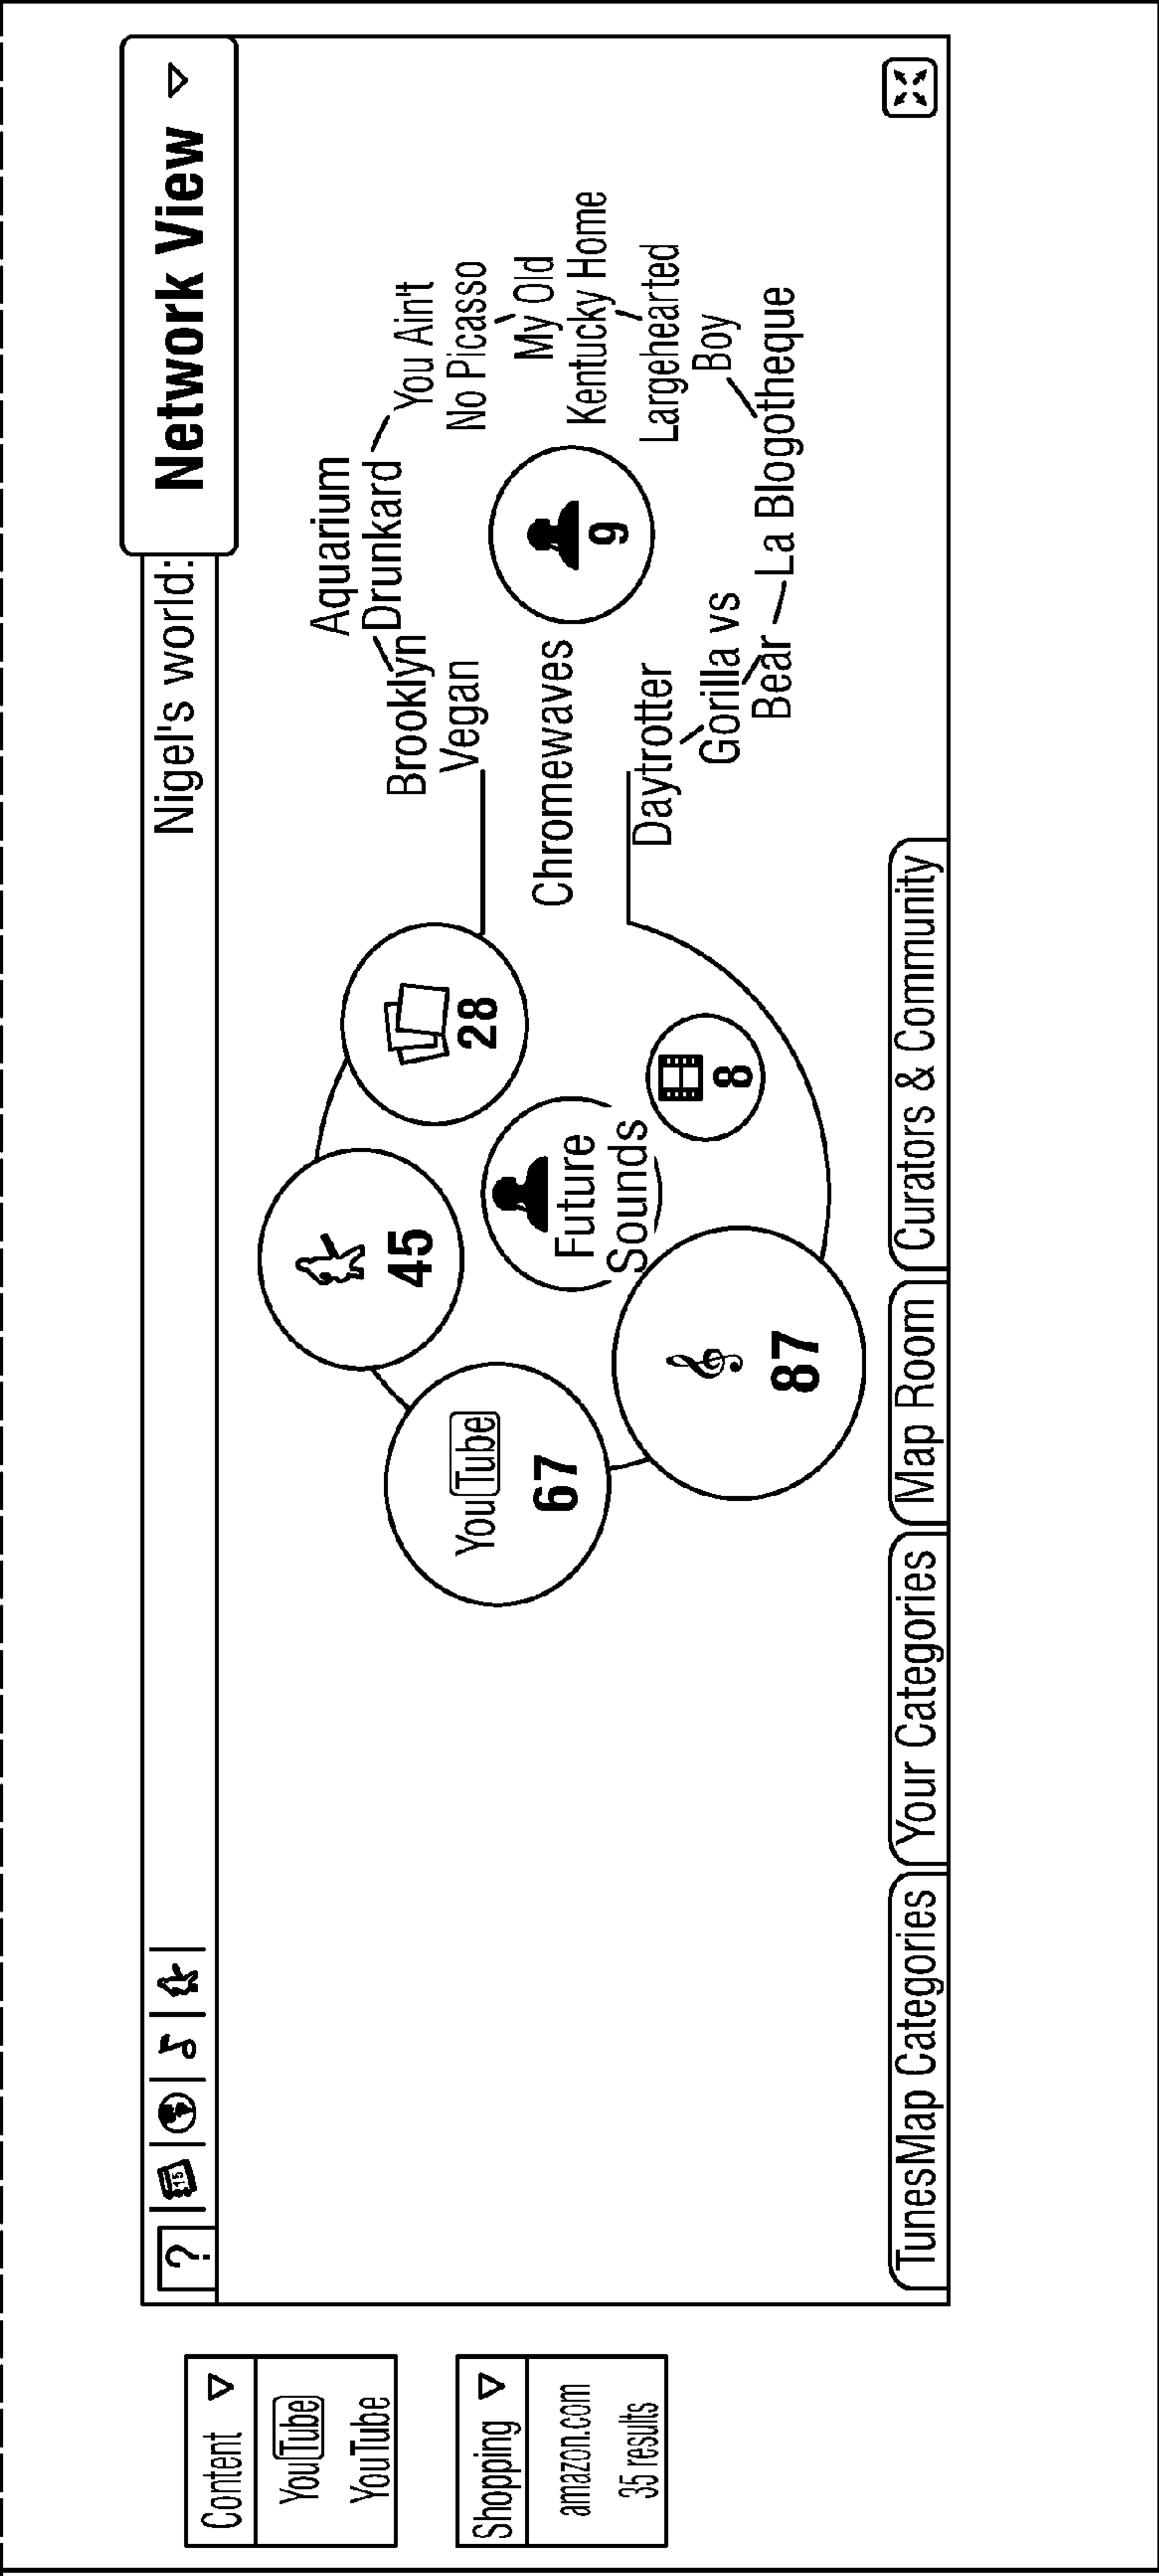 Content
YouTube
YouTube
Shopping
amazon.com
35 results
?
15
Nigel's world:
Network View
45
28
YouTube
67
Future
Sounds
8
87
Aquarium
Drunkard
Brooklyn
Vegan
You Ain't
No Picasso
My Old
Kentucky Home
Chromewaves
9
Largehearted
Boy
Daytrotter
Gorilla vs
Bear
La Blogotheque
TunesMap Categories
Your Categories
Map Room
Curators & Community